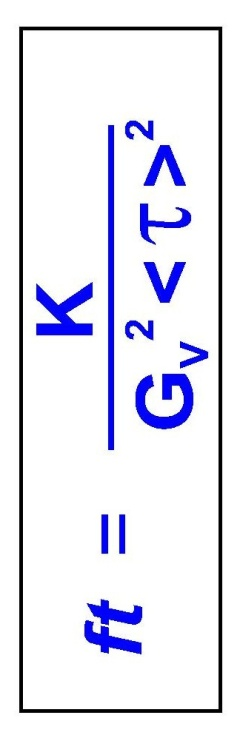 ft = K / G_V^2 <τ>^2